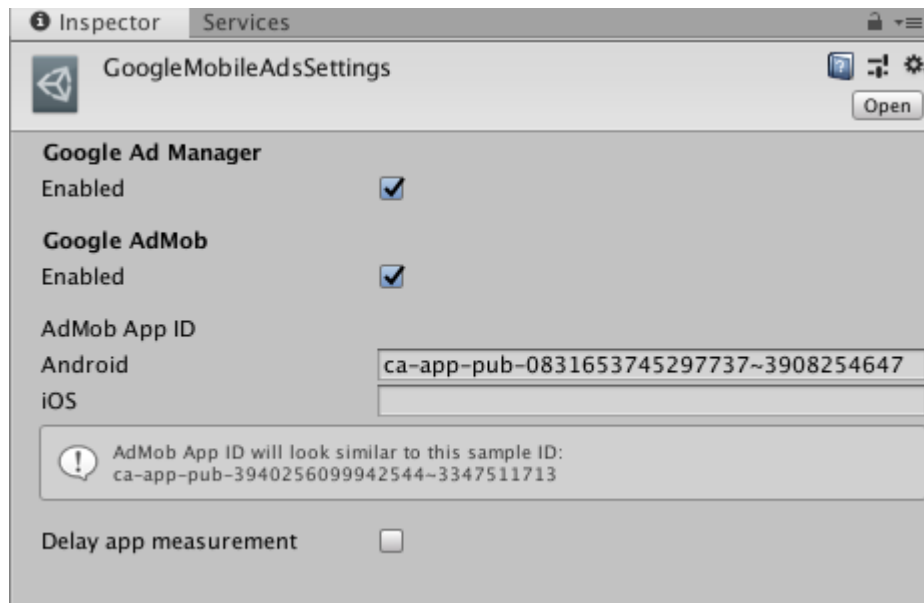 Inspector Services
GoogleMobileAdsSettings
Open
Google Ad Manager
Enabled
Google AdMob
Enabled
AdMob App ID
Android ca-app-pub-0831653745297737~3908254647
iOS
AdMob App ID will look similar to this sample ID:
ca-app-pub-3940256099942544~3347511713
Delay app measurement